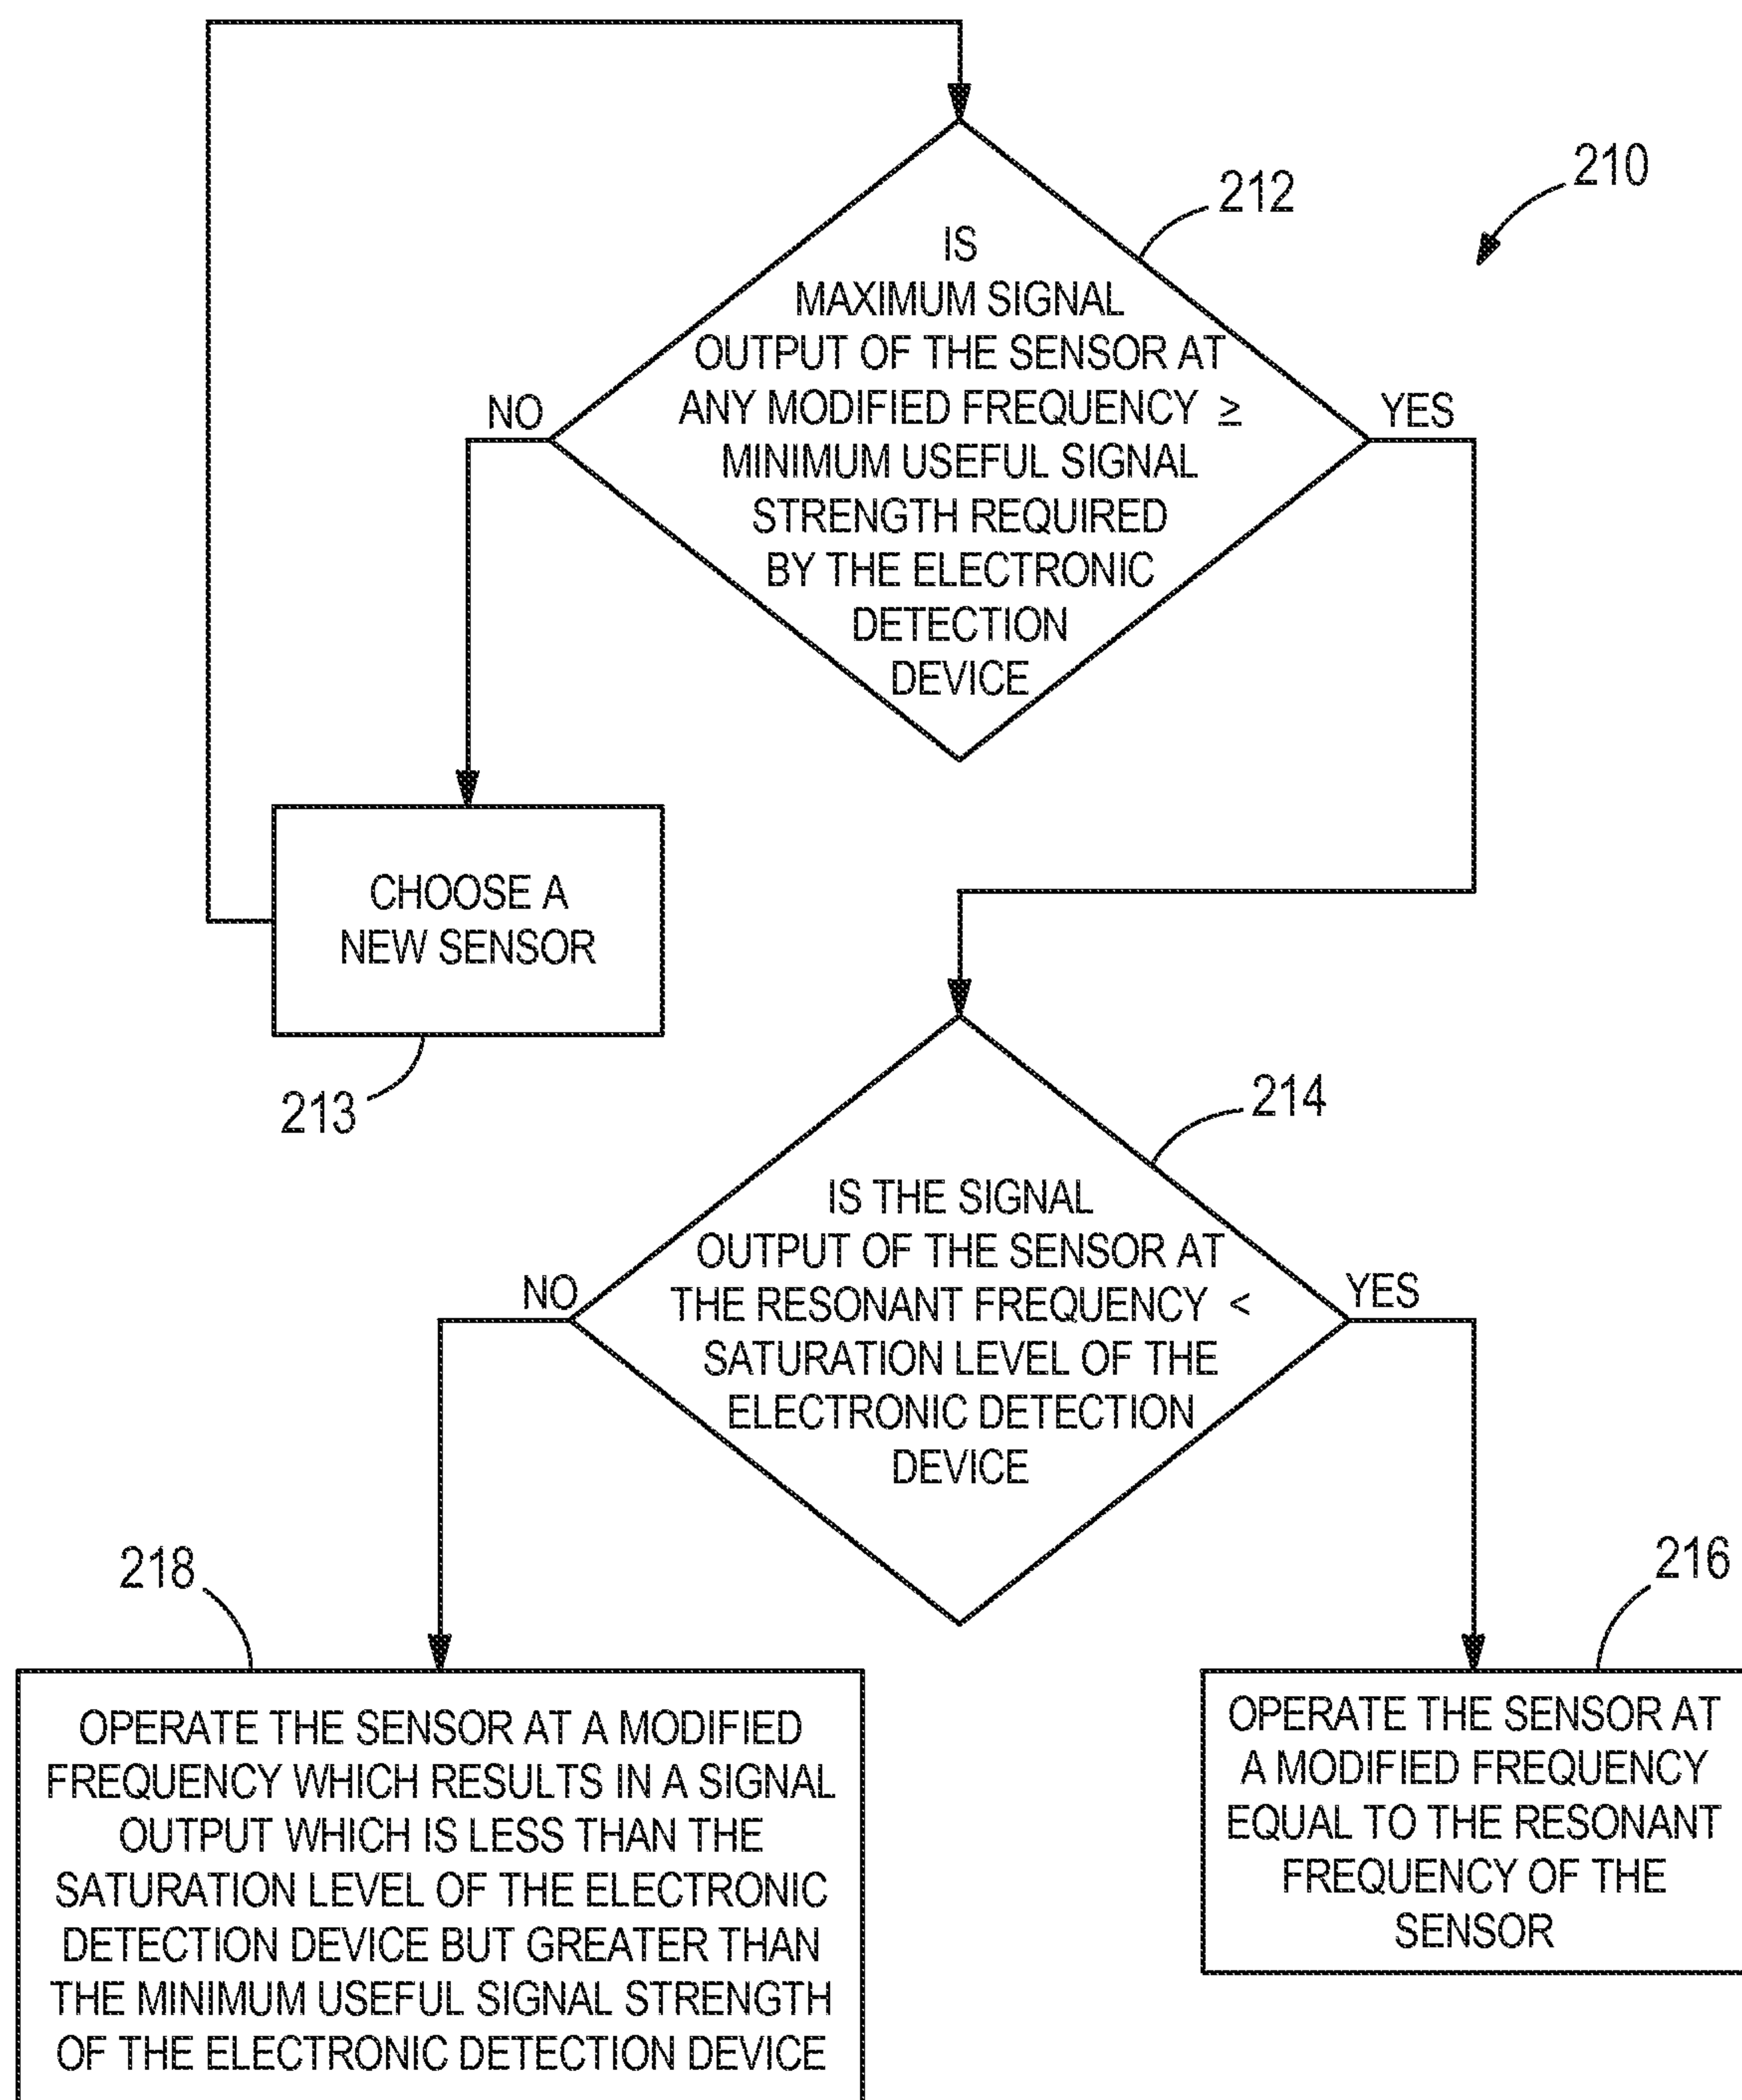 210
212
IS
MAXIMUM SIGNAL
OUTPUT OF THE SENSOR AT
ANY MODIFIED FREQUENCY ≥
MINIMUM USEFUL SIGNAL
STRENGTH REQUIRED
BY THE ELECTRONIC
DETECTION
DEVICE
NO
YES
CHOOSE A
NEW SENSOR
213
214
IS THE SIGNAL
OUTPUT OF THE SENSOR AT
THE RESONANT FREQUENCY <
SATURATION LEVEL OF THE
ELECTRONIC DETECTION
DEVICE
NO
YES
218
OPERATE THE SENSOR AT A MODIFIED
FREQUENCY WHICH RESULTS IN A SIGNAL
OUTPUT WHICH IS LESS THAN THE
SATURATION LEVEL OF THE ELECTRONIC
DETECTION DEVICE BUT GREATER THAN
THE MINIMUM USEFUL SIGNAL STRENGTH
OF THE ELECTRONIC DETECTION DEVICE
216
OPERATE THE SENSOR AT
A MODIFIED FREQUENCY
EQUAL TO THE RESONANT
FREQUENCY OF THE
SENSOR